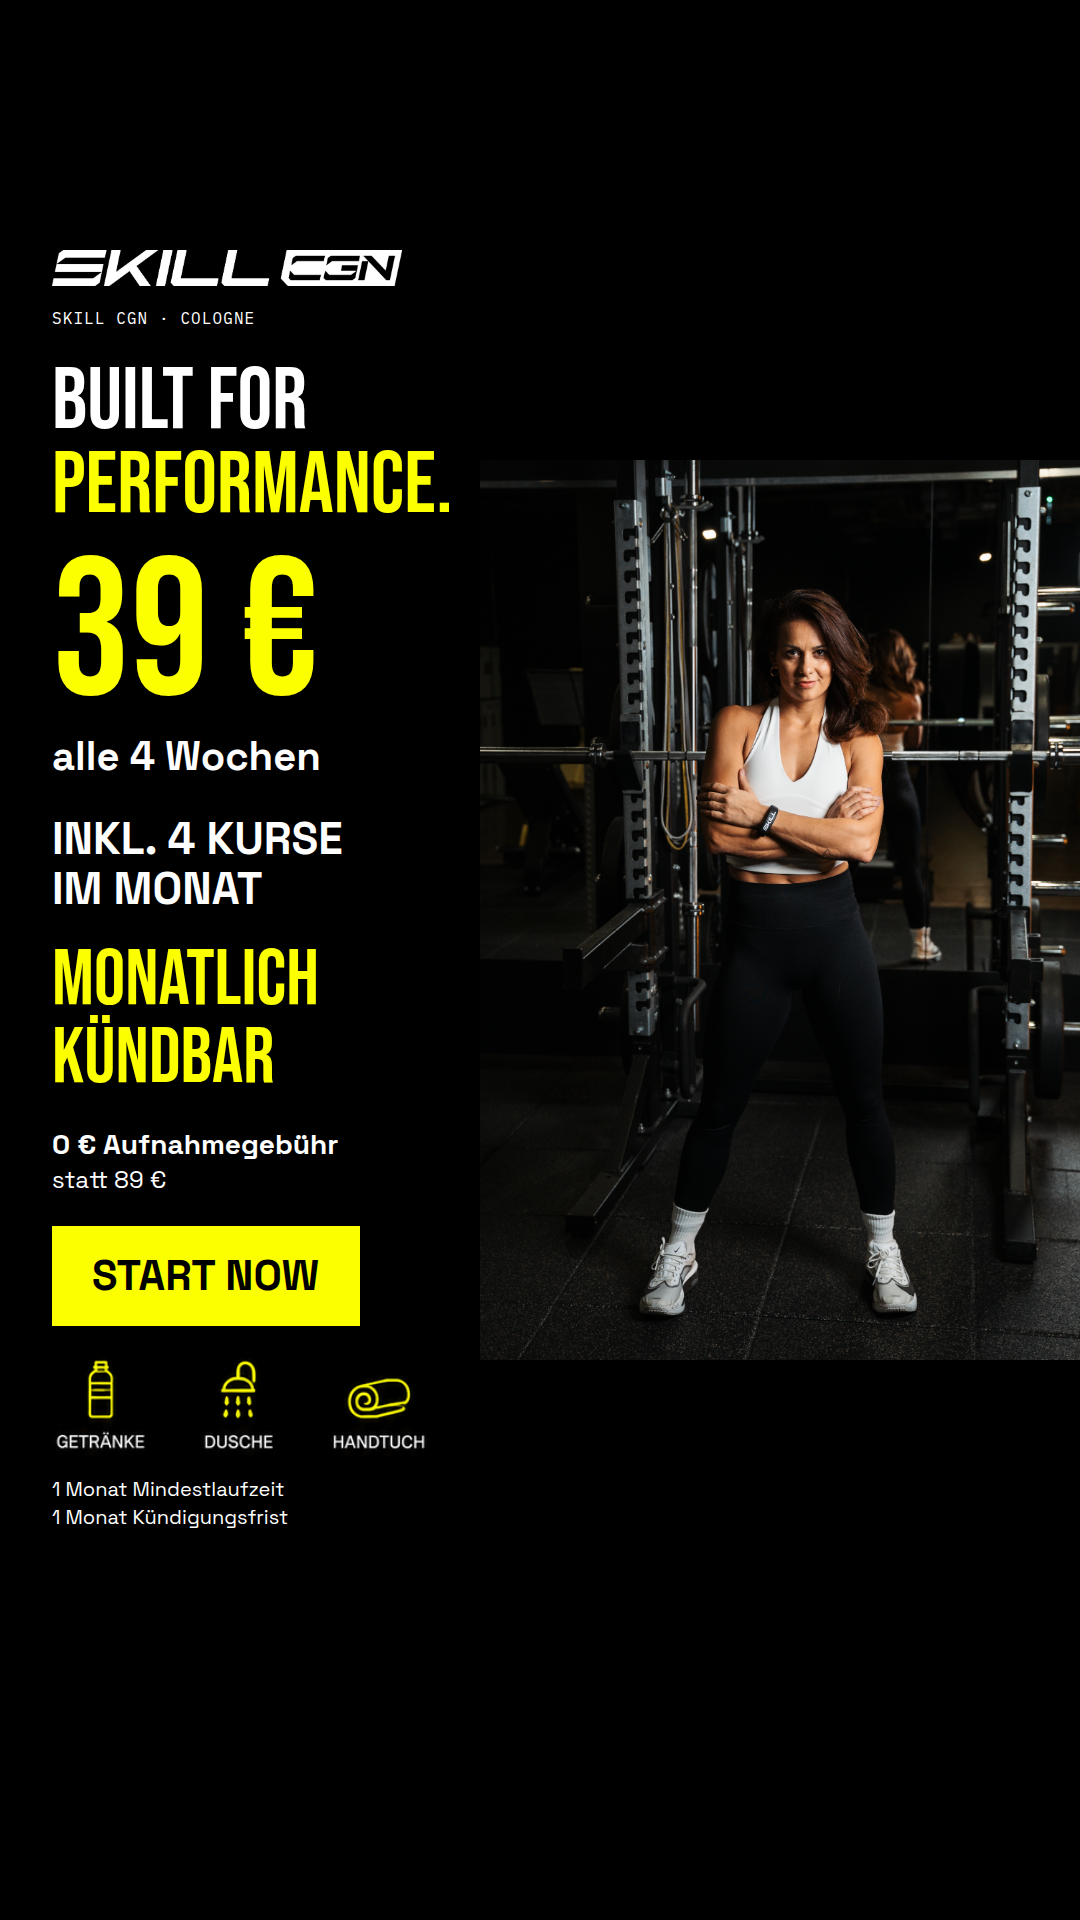 SKILL CGN
SKILL CGN · COLOGNE
BUILT FOR
PERFORMANCE.
39 €
alle 4 Wochen
INKL. 4 KURSE
IM MONAT
MONATLICH
KÜNDBAR
0 € Aufnahmegebühr
statt 89 €
START NOW
GETRÄNKE DUSCHE HANDTUCH
1 Monat Mindestlaufzeit
1 Monat Kündigungsfrist
SKILL